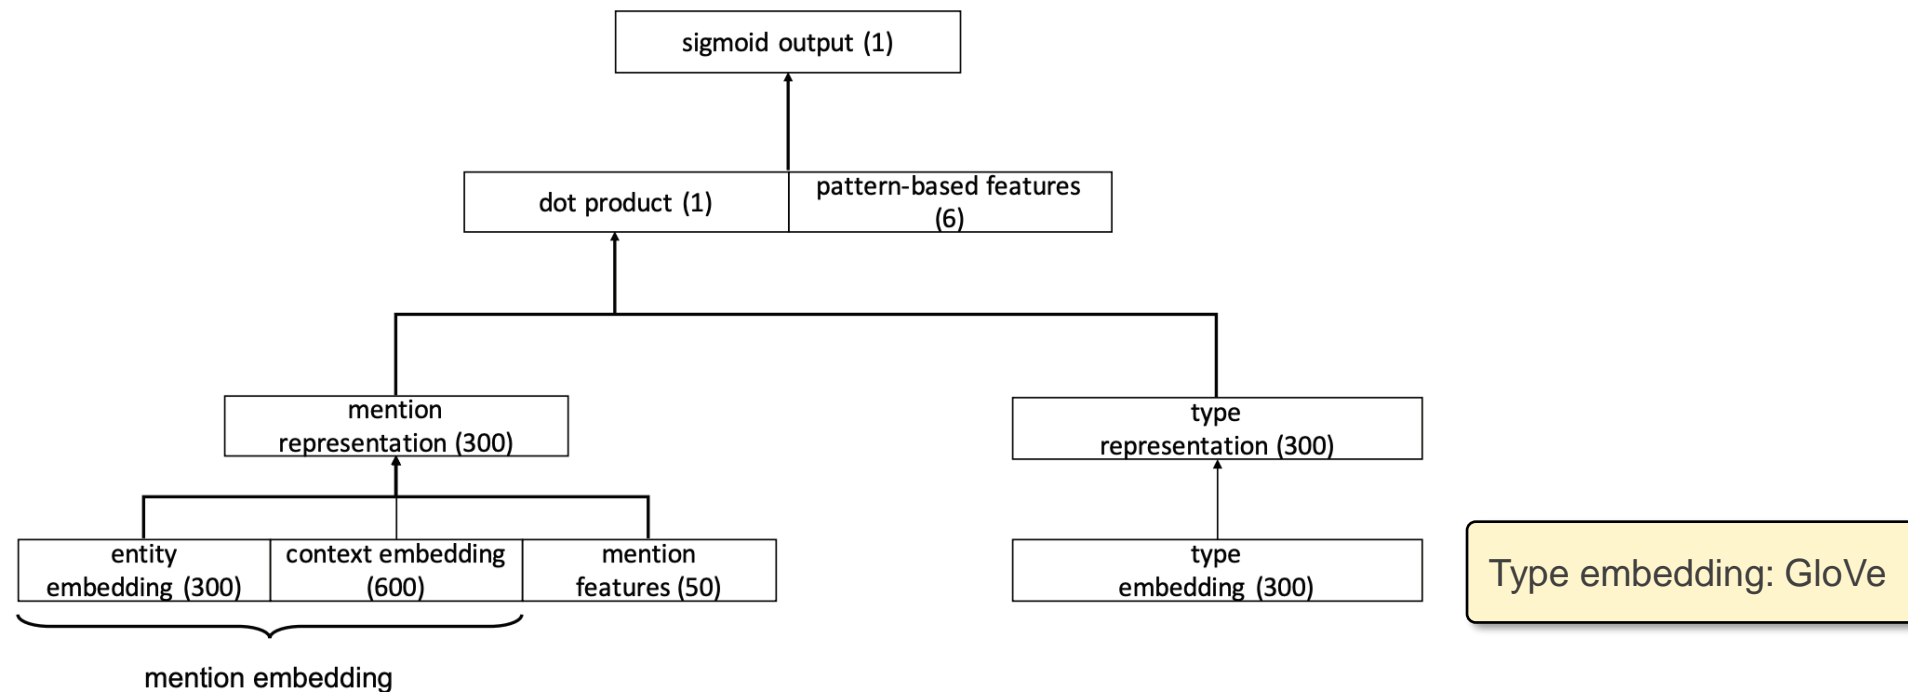 sigmoid output (1)
dot product (1)
pattern-based features
(6)
mention
representation (300)
type
representation (300)
entity
embedding (300)
context embedding
(600)
mention
features (50)
type
embedding (300)
Type embedding: GloVe
mention embedding